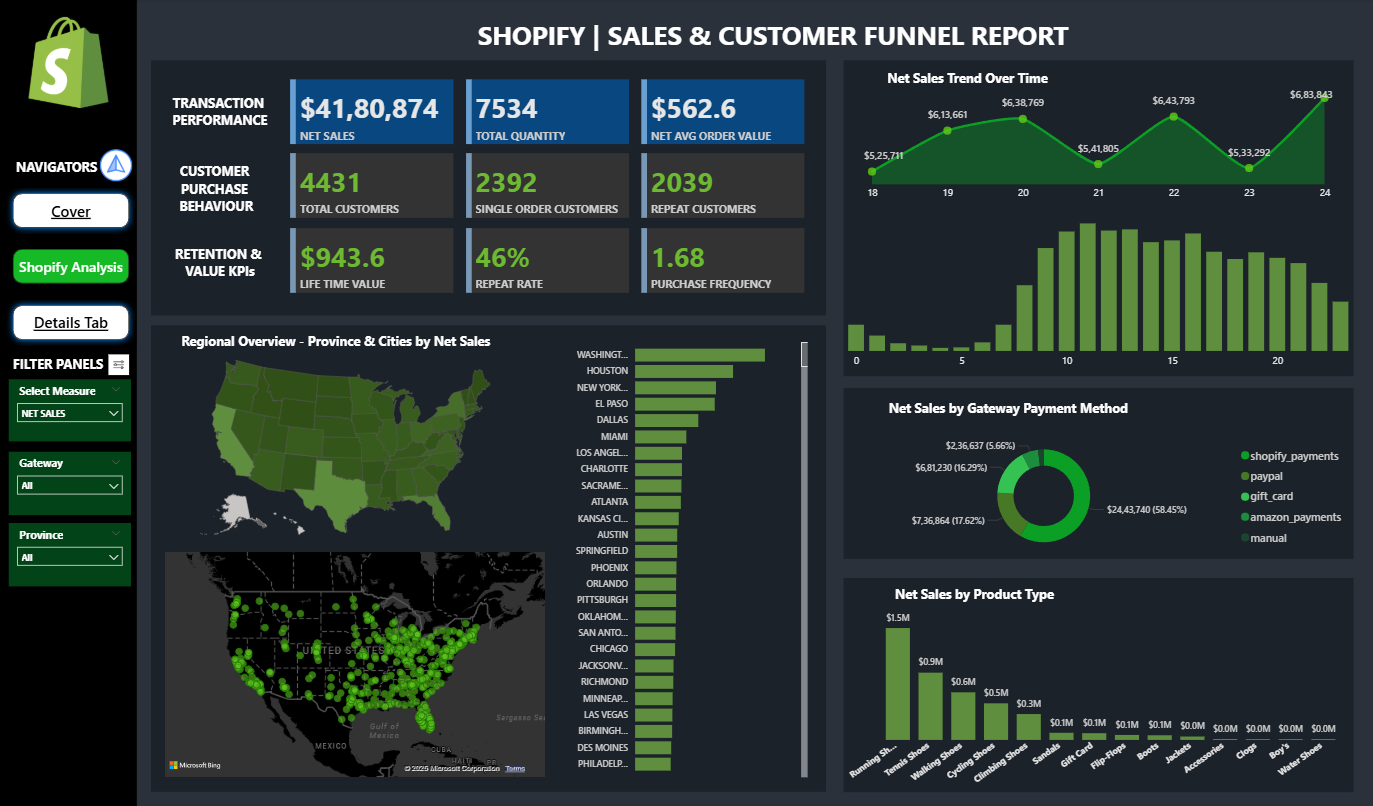 S
NAVIGATORS
Cover
Shopify Analysis
Details Tab
FILTER PANELS
Select Measure
NET SALES
Gateway
All
Province
All
SHOPIFY | SALES & CUSTOMER FUNNEL REPORT
TRANSACTION
PERFORMANCE
$41,80,874
NET SALES
7534
TOTAL QUANTITY
$562.6
NET AVG ORDER VALUE
CUSTOMER
PURCHASE
BEHAVIOUR
4431
TOTAL CUSTOMERS
2392
SINGLE ORDER CUSTOMERS
2039
REPEAT CUSTOMERS
RETENTION &
VALUE KPIs
$943.6
LIFE TIME VALUE
46%
REPEAT RATE
1.68
PURCHASE FREQUENCY
Regional Overview - Province & Cities by Net Sales
UNITED STATES
MEXICO
Gulf of
Mexico
Sargasso Sea
CUBA
HAITI
PR
Microsoft Bing
© 2025 Microsoft Corporation Terms
WASHINGT...
HOUSTON
NEW YORK...
EL PASO
DALLAS
MIAMI
LOS ANGEL...
CHARLOTTE
SACRAME...
ATLANTA
KANSAS CI...
AUSTIN
SPRINGFIELD
PHOENIX
ORLANDO
PITTSBURGH
OKLAHOM...
SAN ANTO...
CHICAGO
JACKSONV...
RICHMOND
MINNEAP...
LAS VEGAS
BIRMINGH...
DES MOINES
PHILADELP...
Net Sales Trend Over Time
$5,25,711
$6,13,661
$6,38,769
$5,41,805
$6,43,793
$5,33,292
$6,83,843
18 19 20 21 22 23 24
0 5 10 15 20
Net Sales by Gateway Payment Method
$2,36,637 (5.66%)
$6,81,230 (16.29%)
$7,36,864 (17.62%)
$24,43,740 (58.45%)
shopify_payments
paypal
gift_card
amazon_payments
manual
Net Sales by Product Type
$1.5M
$0.9M
$0.6M
$0.5M
$0.3M
$0.1M
$0.1M
$0.1M
$0.1M
$0.0M
$0.0M
$0.0M
$0.0M
$0.0M
Running Sh...
Tennis Shoes
Walking Shoes
Cycling Shoes
Climbing Shoes
Sandals
Gift Card
Flip-Flops
Boots
Jackets
Accessories
Clogs
Boy's
Water Shoes